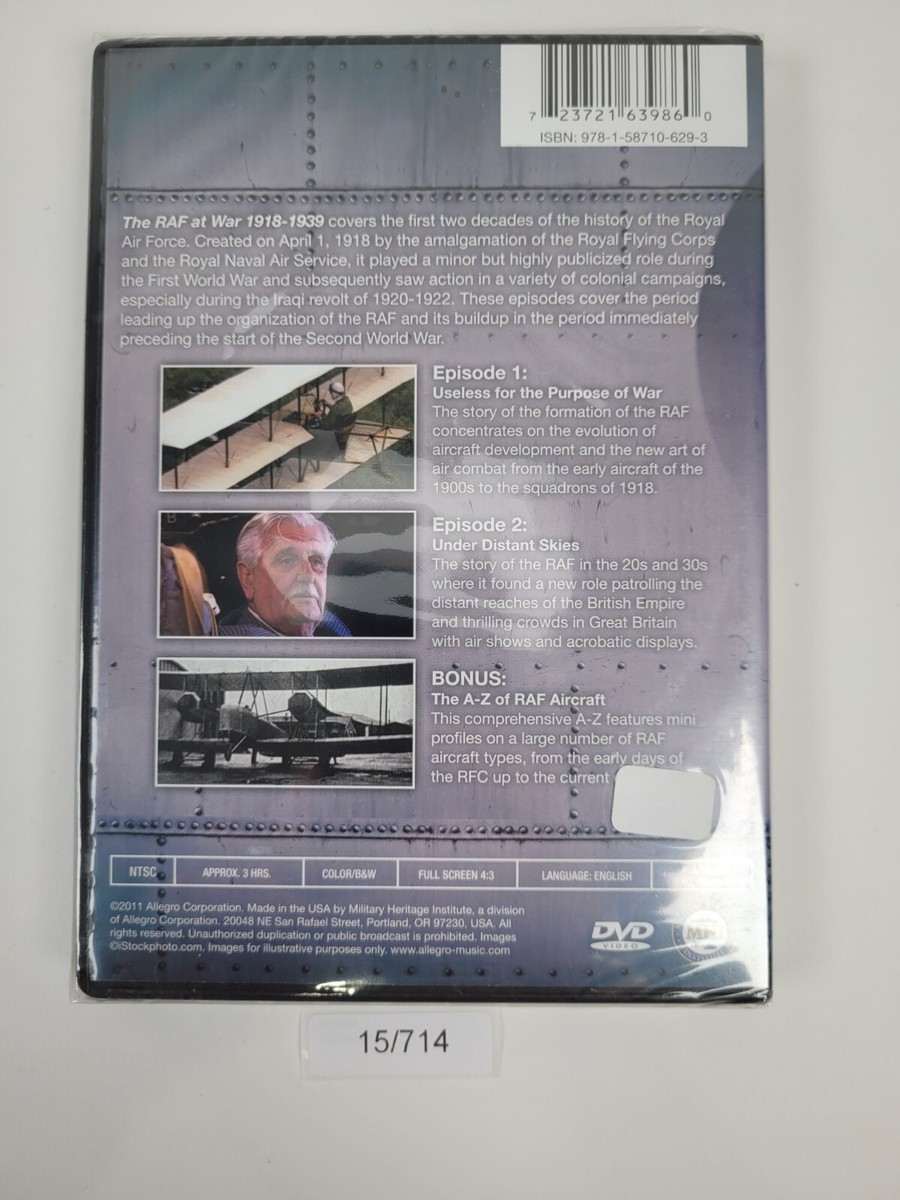 7 23721 63986 0
ISBN: 978-1-58710-629-3
The RAF at War 1918-1939 covers the first two decades of the history of the Royal
Air Force. Created on April 1, 1918 by the amalgamation of the Royal Flying Corps
and the Royal Naval Air Service, it played a minor but highly publicized role during
the First World War and subsequently saw action in a variety of colonial campaigns,
especially during the Iraqi revolt of 1920-1922. These episodes cover the period
leading up the organization of the RAF and its buildup in the period immediately
preceding the start of the Second World War.
Episode 1:
Useless for the Purpose of War
The story of the formation of the RAF
concentrates on the evolution of
aircraft development and the new art of
air combat from the early aircraft of the
1900s to the squadrons of 1918.
B
Episode 2:
Under Distant Skies
The story of the RAF in the 20s and 30s
where it found a new role patrolling the
distant reaches of the British Empire
and thrilling crowds in Great Britain
with air shows and acrobatic displays.
BONUS:
The A-Z of RAF Aircraft
This comprehensive A-Z features mini
profiles on a large number of RAF
aircraft types, from the early days of
the RFC up to the current
NTSC APPROX. 3 HRS. COLOR/B&W FULL SCREEN 4:3 LANGUAGE: ENGLISH
©2011 Allegro Corporation. Made in the USA by Military Heritage Institute, a division
of Allegro Corporation. 20048 NE San Rafael Street, Portland, OR 97230, USA. All
rights reserved. Unauthorized duplication or public broadcast is prohibited. Images
©iStockphoto.com. Images for illustrative purposes only. www.allegro-music.com
DVD
VIDEO
15/714